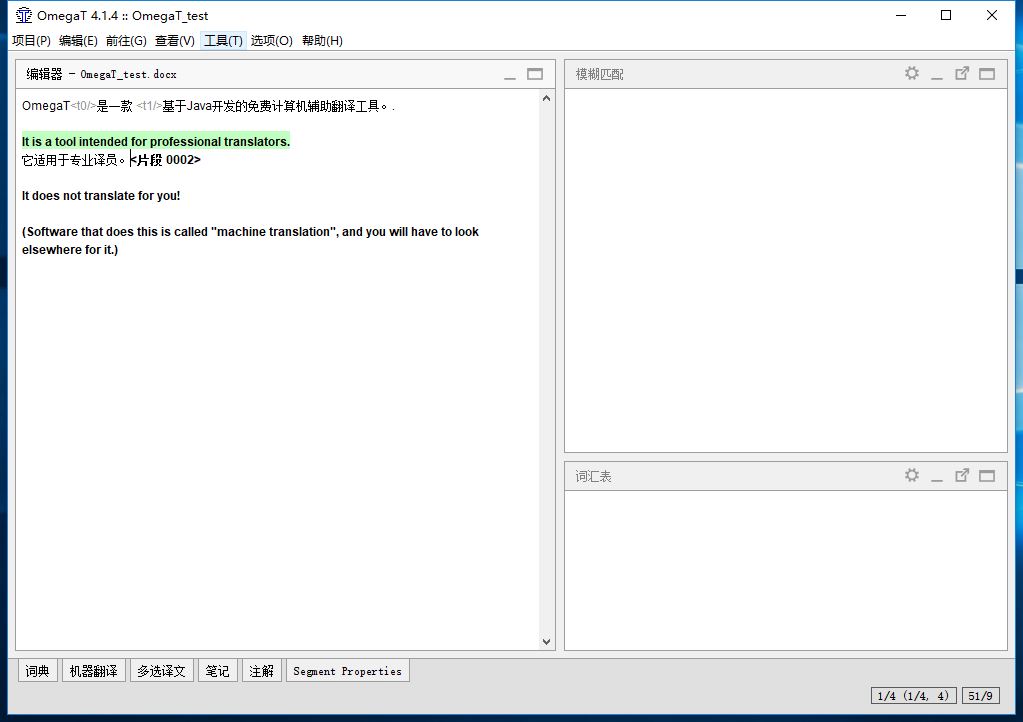 OmegaT 4.1.4 :: OmegaT_test
项目(P) 编辑(E) 前往(G) 查看(V) 工具(T) 选项(O) 帮助(H)
编辑器 - OmegaT_test.docx
OmegaT<t0/>是一款 <t1/>基于Java开发的免费计算机辅助翻译工具。.
It is a tool intended for professional translators.
它适用于专业译员。<片段 0002>
It does not translate for you!
(Software that does this is called "machine translation", and you will have to look
elsewhere for it.)
模糊匹配
词汇表
词典 机器翻译 多选译文 笔记 注解 Segment Properties
1/4 (1/4, 4) 51/9